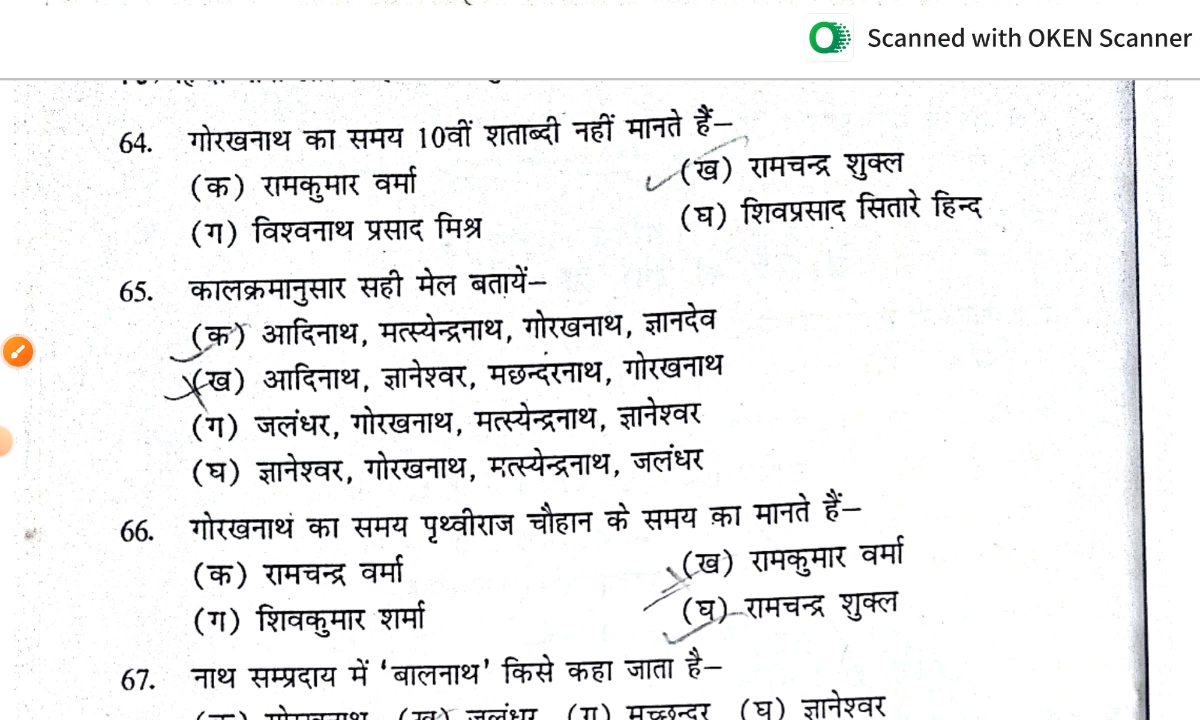 Scanned with OKEN Scanner
64. गोरखनाथ का समय 10वीं शताब्दी नहीं मानते हैं–
(क) रामकुमार वर्मा (ख) रामचन्द्र शुक्ल
(ग) विश्वनाथ प्रसाद मिश्र (घ) शिवप्रसाद सितारे हिन्द
65. कालक्रमानुसार सही मेल बतायें–
(क) आदिनाथ, मत्स्येन्द्रनाथ, गोरखनाथ, ज्ञानदेव
(ख) आदिनाथ, ज्ञानेश्वर, मछन्दरनाथ, गोरखनाथ
(ग) जलंधर, गोरखनाथ, मत्स्येन्द्रनाथ, ज्ञानेश्वर
(घ) ज्ञानेश्वर, गोरखनाथ, मत्स्येन्द्रनाथ, जलंधर
66. गोरखनाथ का समय पृथ्वीराज चौहान के समय का मानते हैं–
(क) रामचन्द्र वर्मा (ख) रामकुमार वर्मा
(ग) शिवकुमार शर्मा (घ) रामचन्द्र शुक्ल
67. नाथ सम्प्रदाय में ‘बालनाथ’ किसे कहा जाता है–
(क) गोरखनाथ (ख) जलंधर (ग) मच्छन्दर (घ) ज्ञानेश्वर